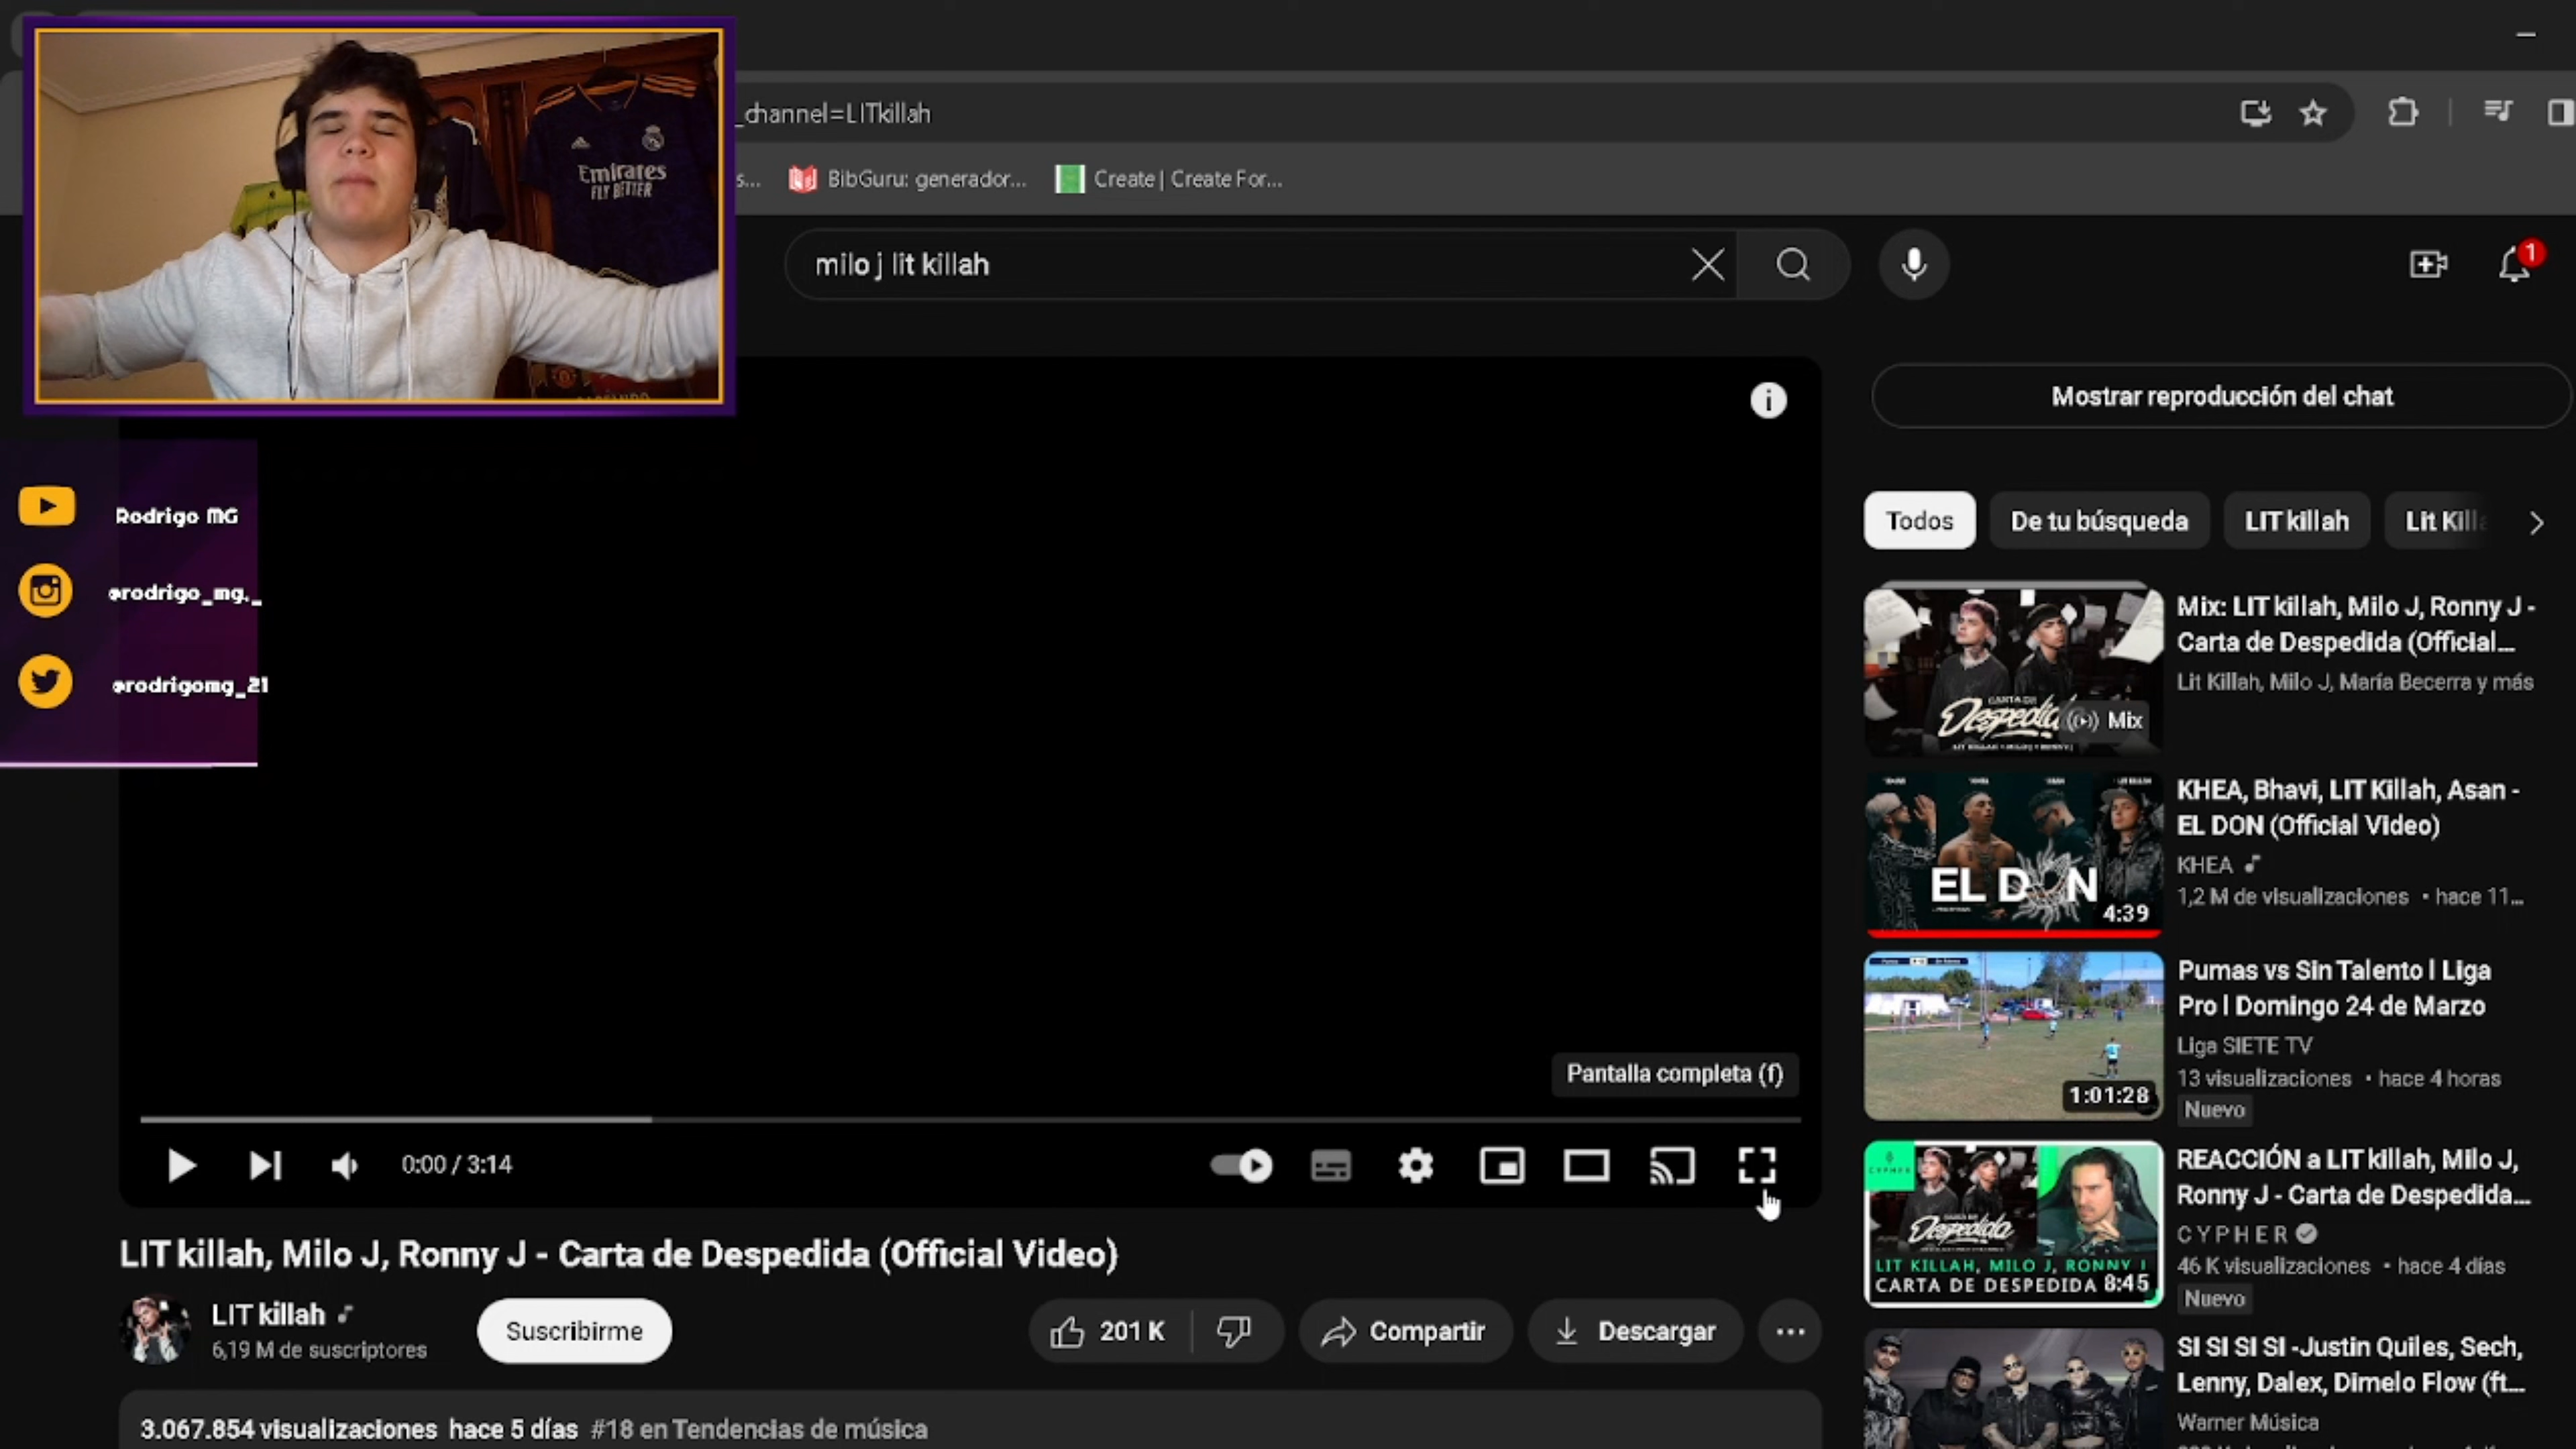 Emirates
FLY BETTER
_channel=LITkillah
s...
BibGuru: generador...
Create | Create For...
milo j lit killah
1
Mostrar reproducción del chat
Rodrigo MG
@rodrigo_mg._
@rodrigomg_21
Todos
De tu búsqueda
LIT killah
Lit Kill
Despedid
Mix
Mix: LIT killah, Milo J, Ronny J -
Carta de Despedida (Official...
Lit Killah, Milo J, María Becerra y más
EL DON
4:39
KHEA, Bhavi, LIT Killah, Asan -
EL DON (Official Video)
KHEA
1,2 M de visualizaciones • hace 11...
1:01:28
Pumas vs Sin Talento I Liga
Pro I Domingo 24 de Marzo
Liga SIETE TV
13 visualizaciones • hace 4 horas
Nuevo
CYPHER
Despedida
LIT KILLAH, MILO J, RONNY J
CARTA DE DESPEDIDA 8:45
REACCIÓN a LIT killah, Milo J,
Ronny J - Carta de Despedida...
CYPHER
46 K visualizaciones • hace 4 días
Nuevo
SI SI SI SI -Justin Quiles, Sech,
Lenny, Dalex, Dimelo Flow (ft...
Warner Música
Pantalla completa (f)
0:00 / 3:14
LIT killah, Milo J, Ronny J - Carta de Despedida (Official Video)
LIT killah
6,19 M de suscriptores
Suscribirme
201 K
Compartir
Descargar
3.067.854 visualizaciones hace 5 días #18 en Tendencias de música